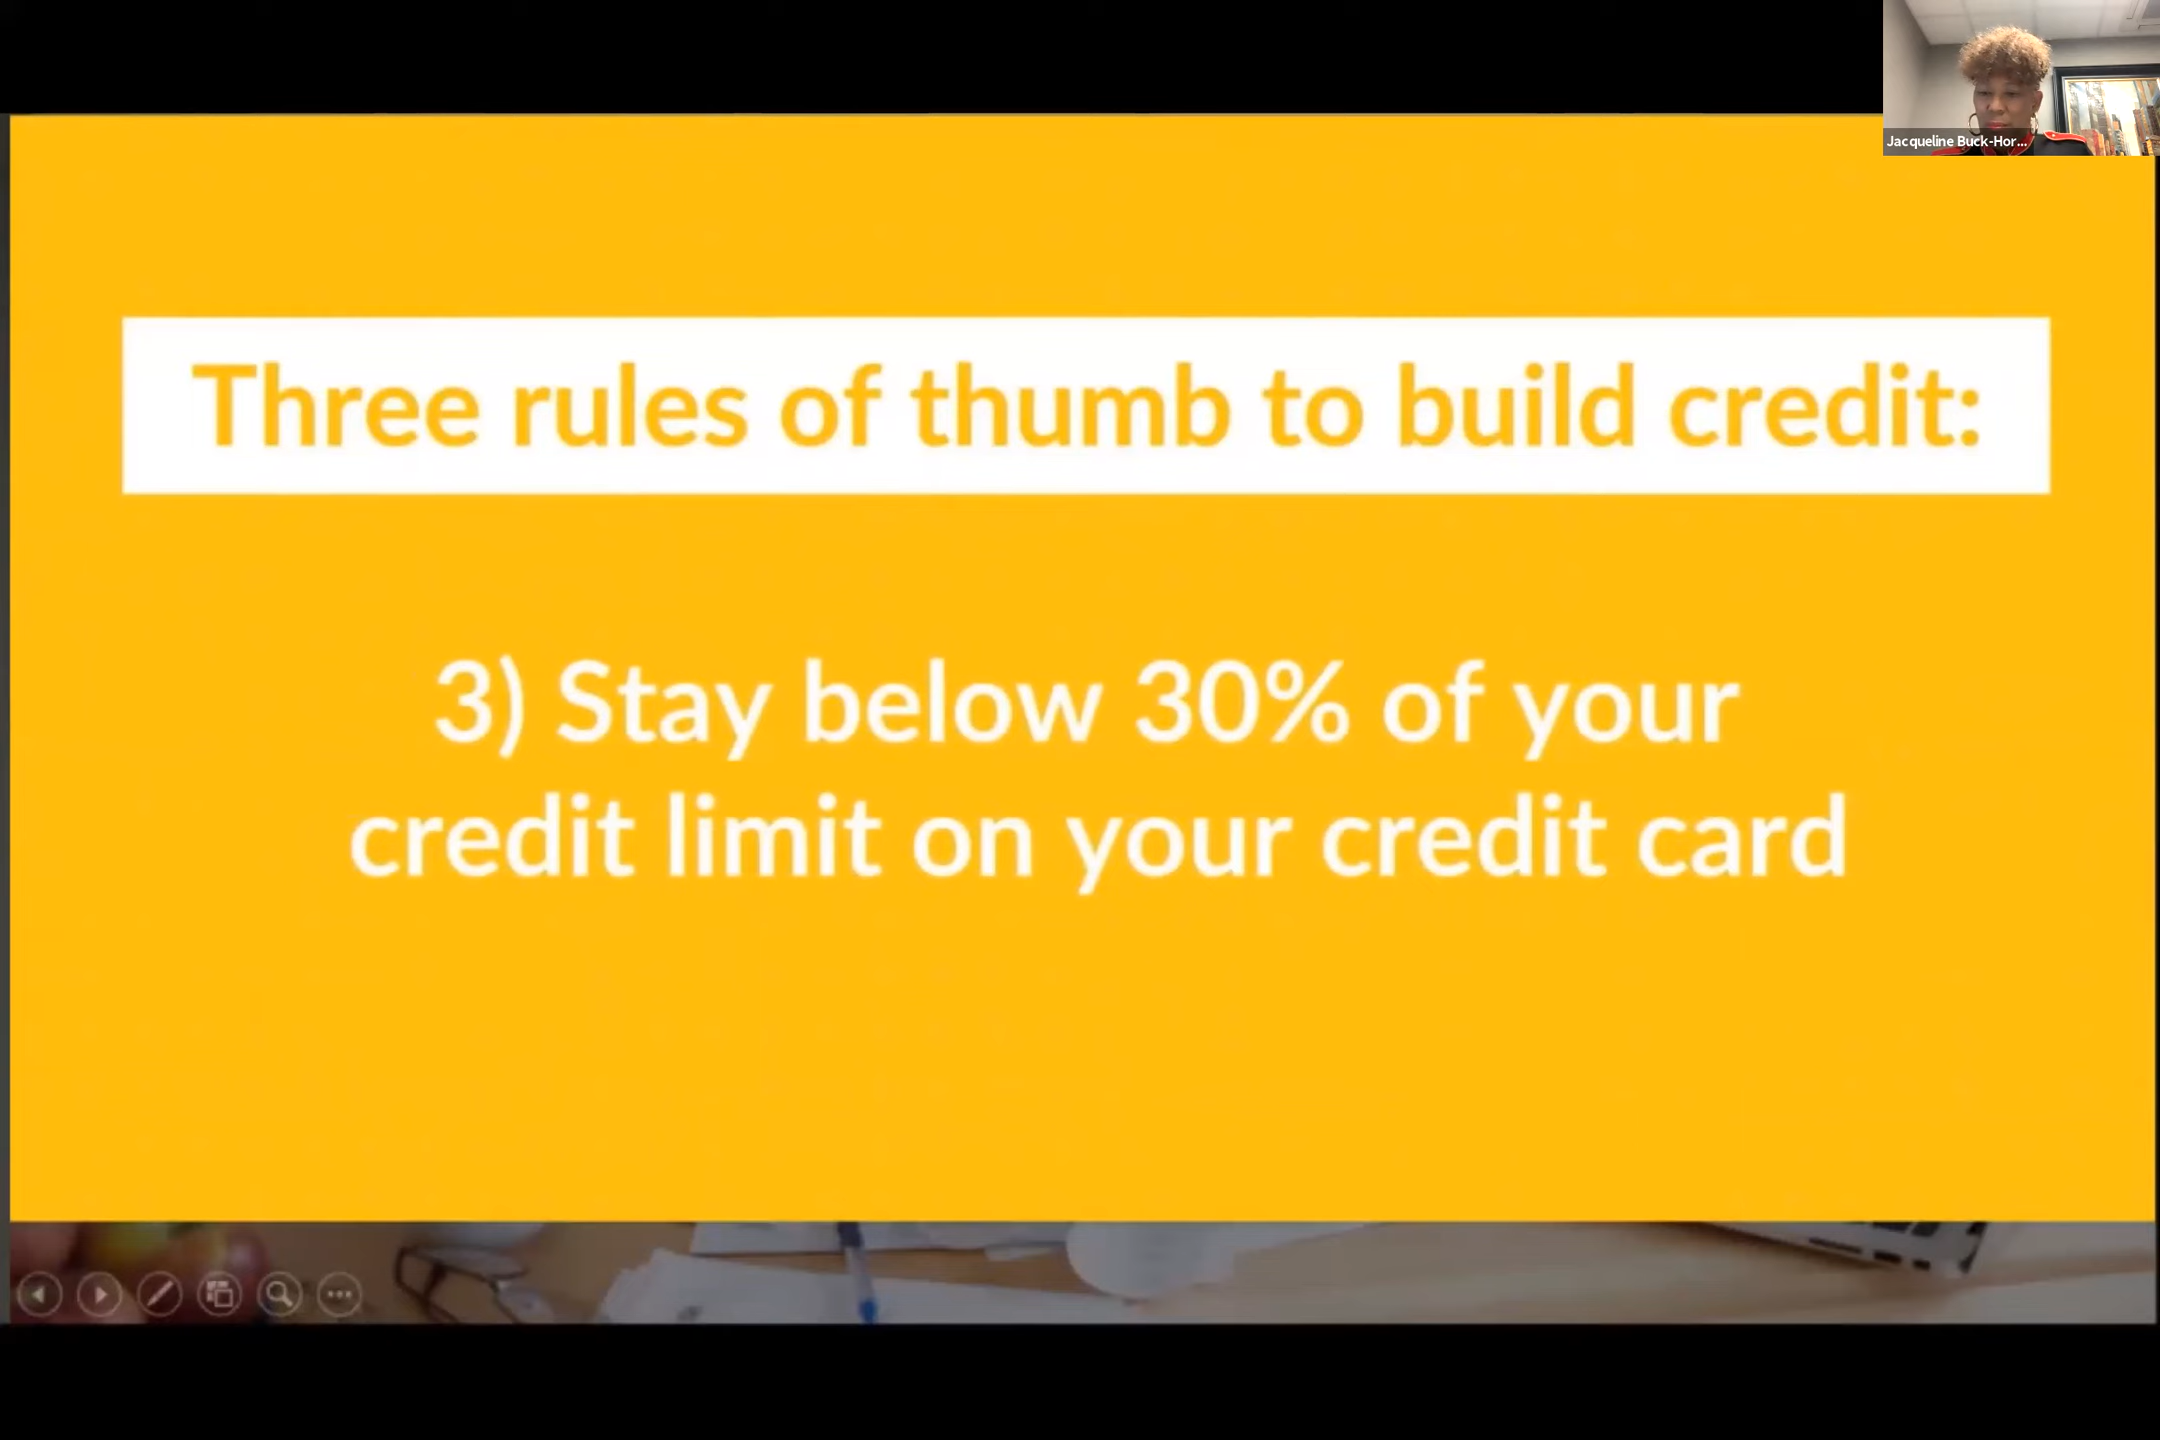 Jacqueline Buck-Hor...
Three rules of thumb to build credit:
3) Stay below 30% of your
credit limit on your credit card